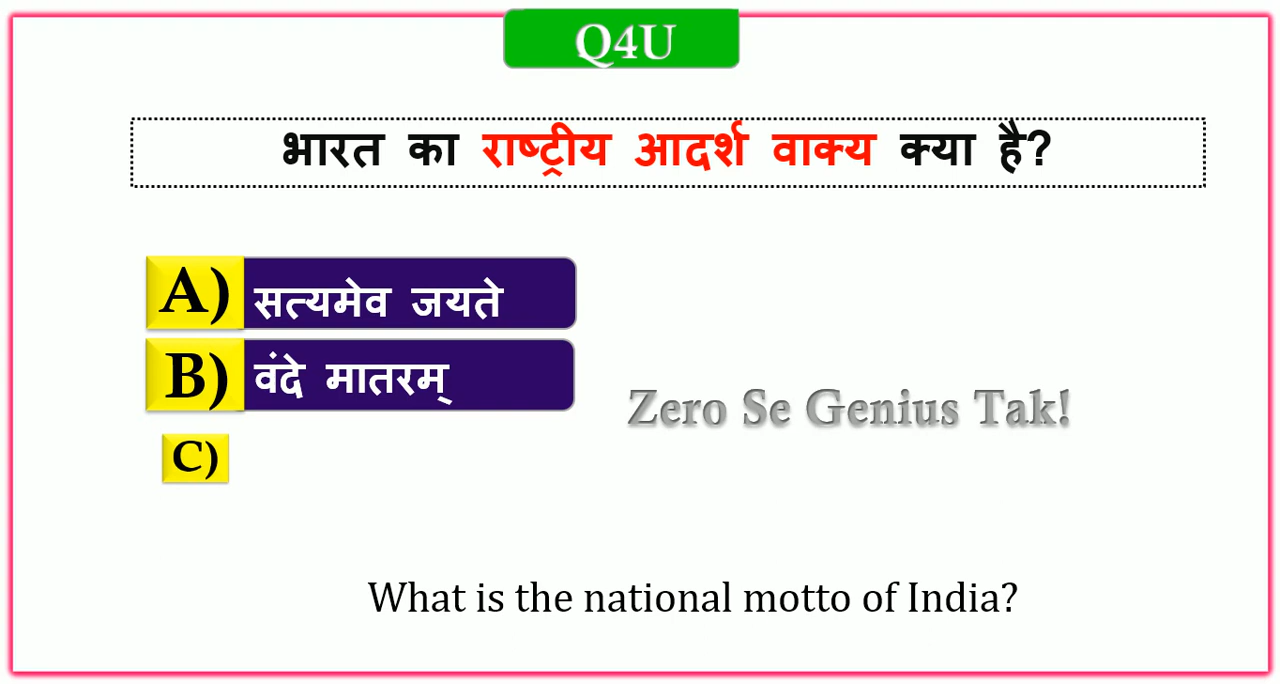 Q4U
भारत का राष्ट्रीय आदर्श वाक्य क्या है?
A) सत्यमेव जयते
B) वंदे मातरम्
Zero Se Genius Tak!
C)
What is the national motto of India?